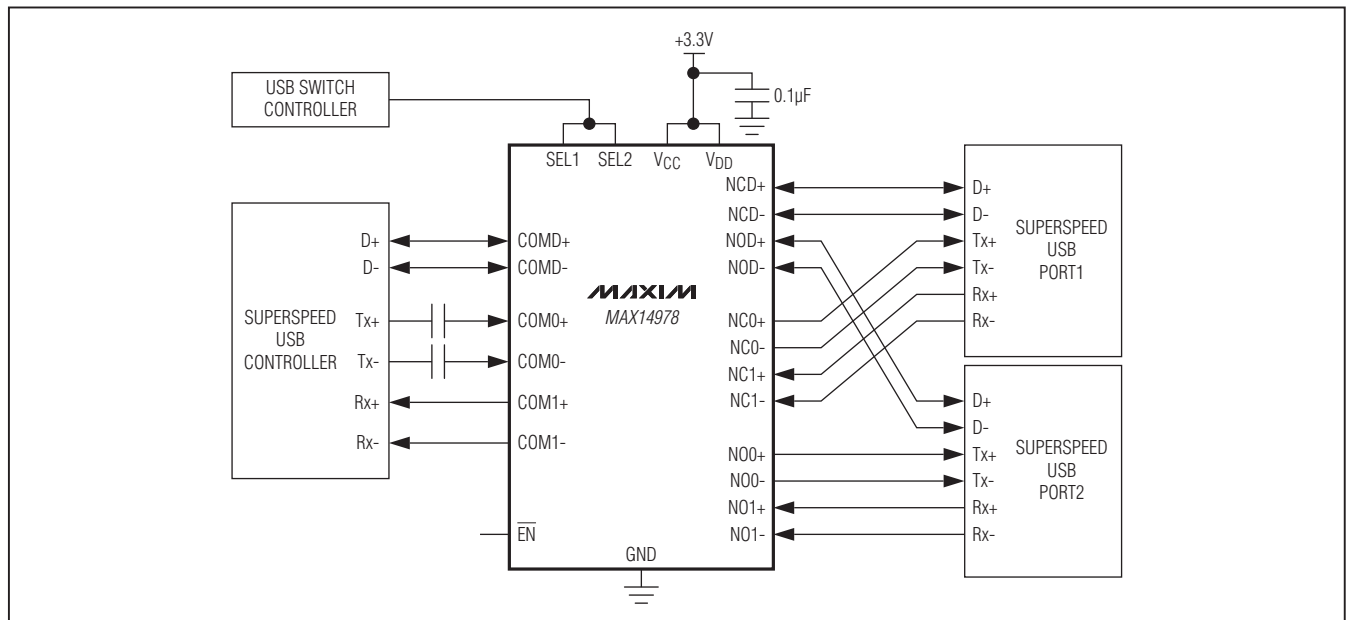 +3.3V
USB SWITCH
CONTROLLER
0.1µF
SEL1 SEL2 VCC VDD
SUPERSPEED
USB
CONTROLLER
D+
D-
Tx+
Tx-
Rx+
Rx-
COMD+
COMD-
COM0+
COM0-
COM1+
COM1-
EN
MAXIM
MAX14978
GND
NCD+
NCD-
NOD+
NOD-
NC0+
NC0-
NC1+
NC1-
NO0+
NO0-
NO1+
NO1-
D+
D-
Tx+
Tx-
Rx+
Rx-
SUPERSPEED
USB
PORT1
D+
D-
Tx+
Tx-
Rx+
Rx-
SUPERSPEED
USB
PORT2